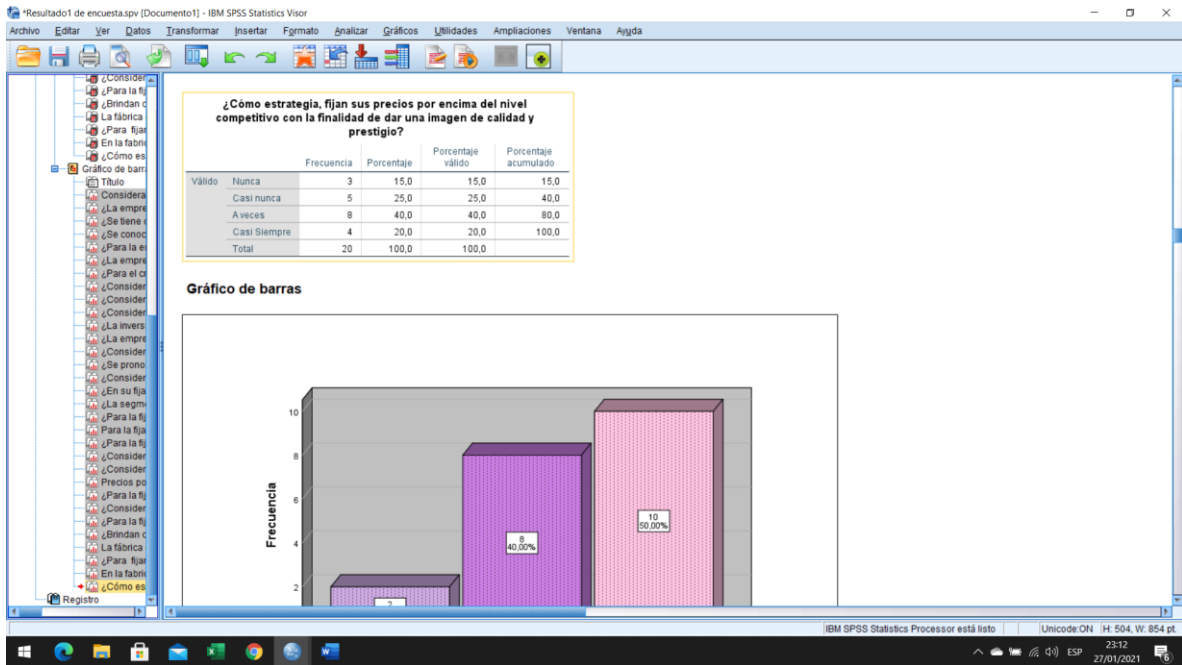 *Resultado1 de encuesta.spv [Documento1] - IBM SPSS Statistics Visor
Archivo Editar Ver Datos Transformar Insertar Formato Analizar Gráficos Utilidades Ampliaciones Ventana Ayuda
¿Consider
¿Para la fij
¿Brindan c
La fábrica
¿Para fijar
En la fabric
¿Cómo es
Gráfico de barr
Título
Considera
¿La empre
¿Se tiene
¿Se conoc
¿Para la e
¿La empre
¿Para el cr
¿Consider
¿Consider
¿Consider
¿La invers
¿La empre
¿Consider
¿Se prono
¿Consider
¿En su fija
¿La segm
¿Para la fij
Para la fija
¿Para la fij
¿Consider
¿Consider
Precios po
¿Para la fij
¿Consider
¿Para la fij
¿Brindan c
La fábrica
¿Para fijar
En la fabric
¿Cómo es
Registro
¿Cómo estrategia, fijan sus precios por encima del nivel
competitivo con la finalidad de dar una imagen de calidad y
prestigio?
Frecuencia Porcentaje Porcentaje válido Porcentaje acumulado
Válido Nunca 3 15,0 15,0 15,0
Casi nunca 5 25,0 25,0 40,0
A veces 8 40,0 40,0 80,0
Casi Siempre 4 20,0 20,0 100,0
Total 20 100,0 100,0
Gráfico de barras
Frecuencia
10
8
6
4
2
2
8
40,00%
10
50,00%
IBM SPSS Statistics Processor está listo Unicode:ON H: 504, W: 854 pt.
ESP
23:12
27/01/2021
6